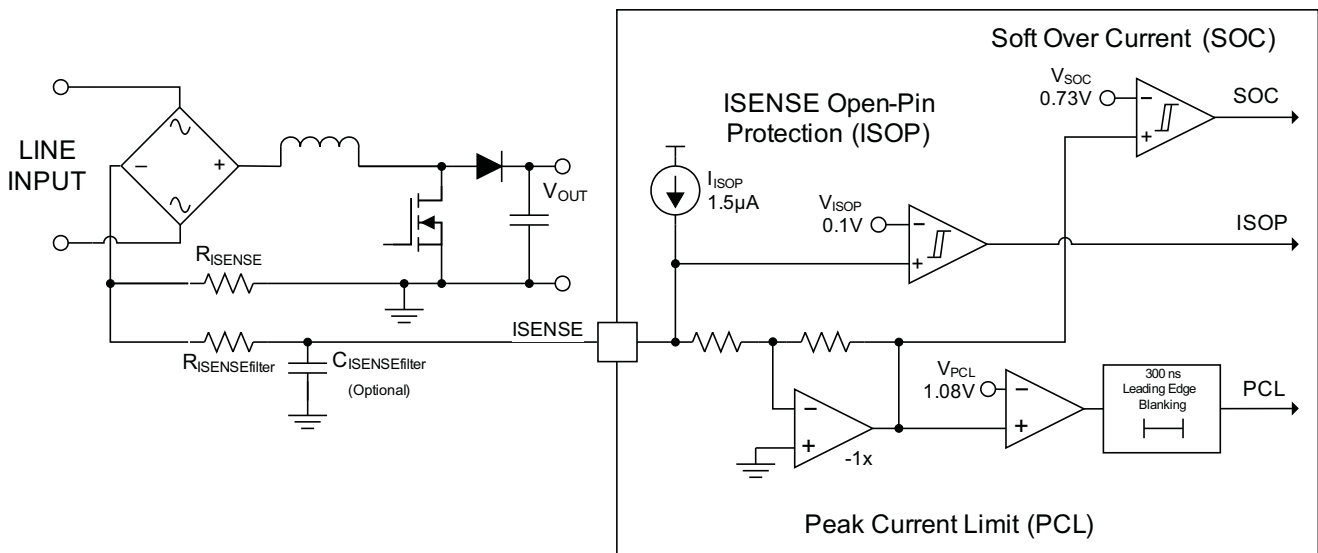 Soft Over Current (SOC)
V_SOC
0.73V
SOC
ISENSE Open-Pin
Protection (ISOP)
LINE
INPUT
V_OUT
I_ISOP
1.5µA
V_ISOP
0.1V
ISOP
R_ISENSE
ISENSE
R_ISENSEfilter
C_ISENSEfilter
(Optional)
V_PCL
1.08V
300 ns
Leading Edge
Blanking
PCL
-1x
Peak Current Limit (PCL)